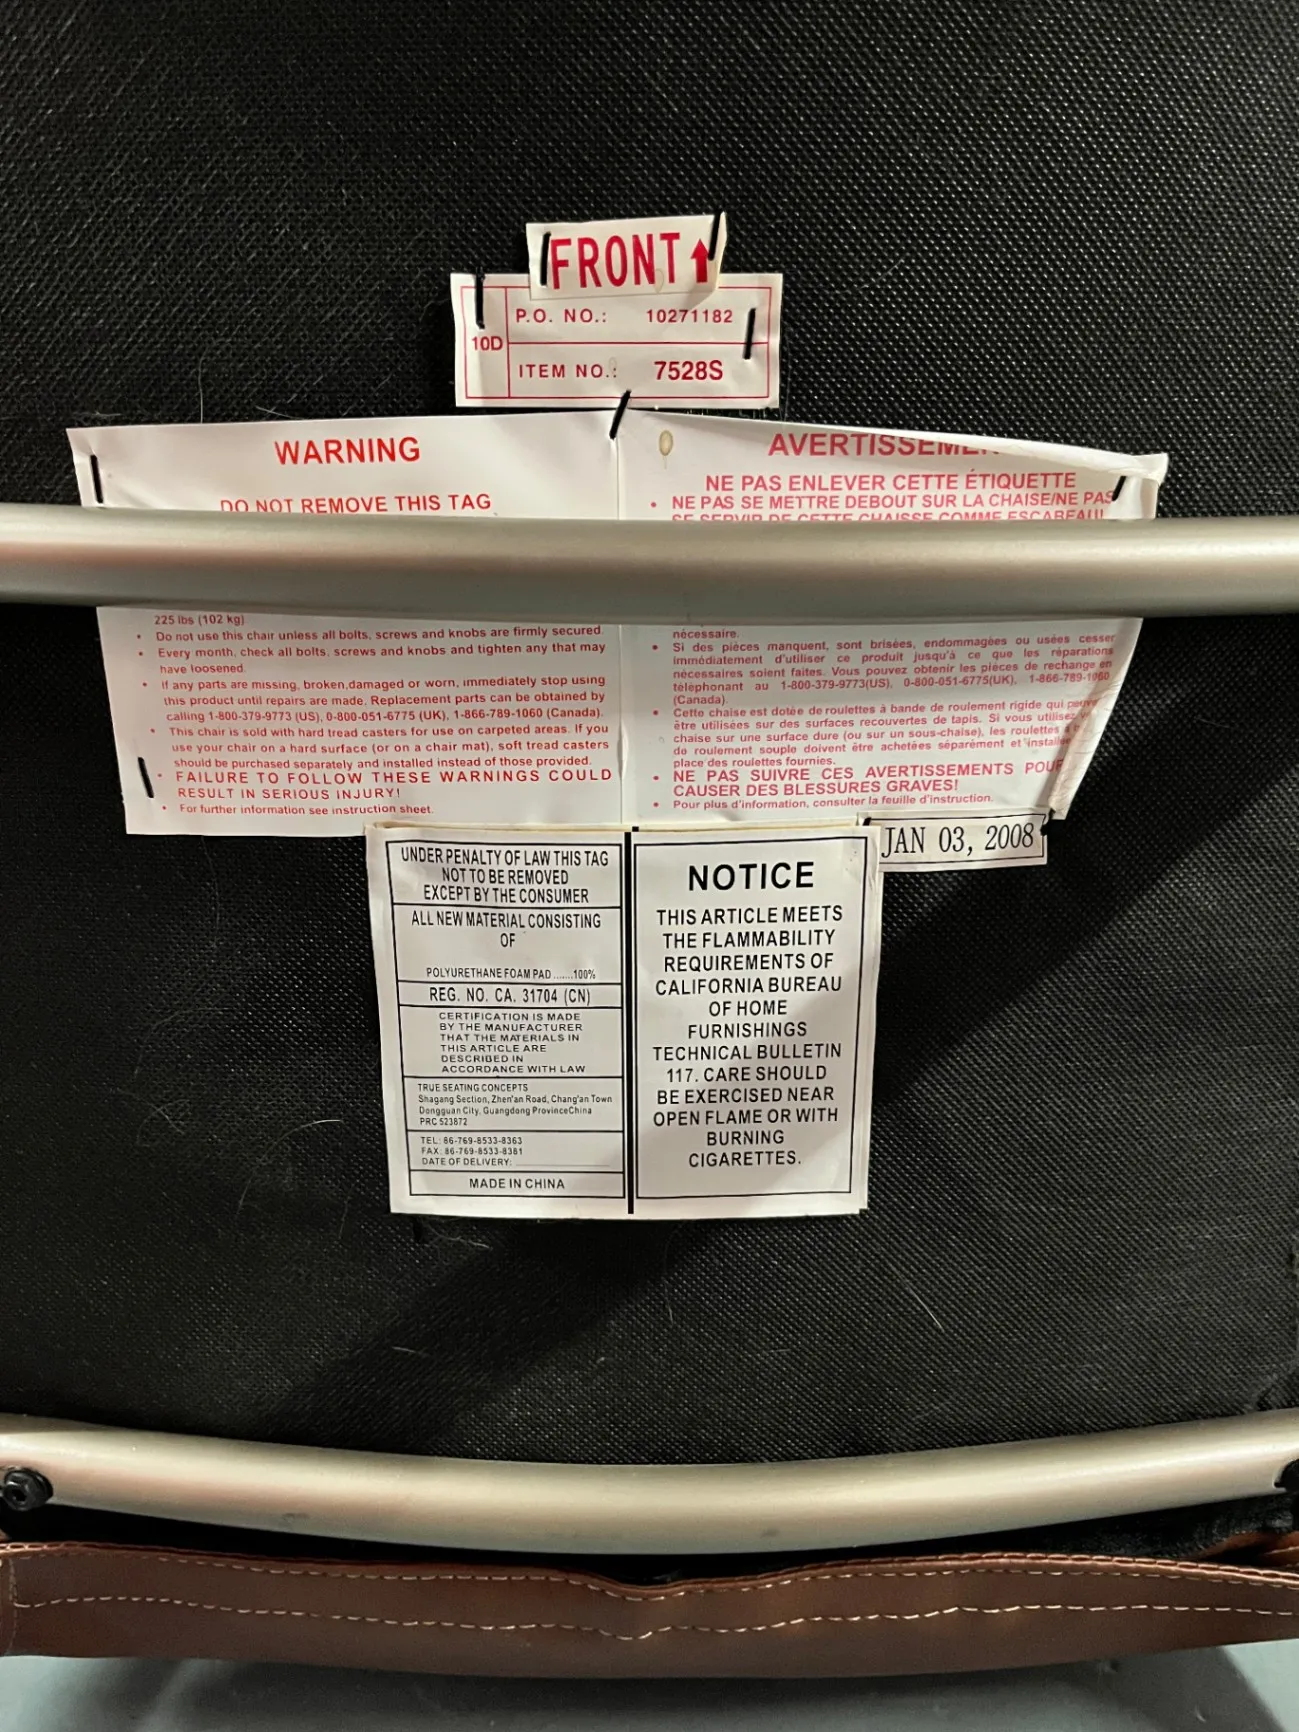 FRONT ↑
10D
P.O. NO.: 10271182
ITEM NO.: 7528S
WARNING
DO NOT REMOVE THIS TAG
225 lbs (102 kg)
• Do not use this chair unless all bolts, screws and knobs are firmly secured.
• Every month, check all bolts, screws and knobs and tighten any that may
have loosened.
• If any parts are missing, broken,damaged or worn, immediately stop using
this product until repairs are made. Replacement parts can be obtained by
calling 1-800-379-9773 (US), 0-800-051-6775 (UK), 1-866-789-1060 (Canada).
• This chair is sold with hard tread casters for use on carpeted areas. If you
use your chair on a hard surface (or on a chair mat), soft tread casters
should be purchased separately and installed instead of those provided.
• FAILURE TO FOLLOW THESE WARNINGS COULD
RESULT IN SERIOUS INJURY!
• For further information see instruction sheet.
NE PAS ENLEVER CETTE ÉTIQUETTE
• NE PAS SE METTRE DEBOUT SUR LA CHAISE/NE PAS
SE SERVIR DE CETTE CHAISSE COMME ESCABEAU!
nécessaire.
• Si des pièces manquent, sont brisées, endommagées ou usées cesser
immédiatement d'utiliser ce produit jusqu'à ce que les réparations
nécessaires soient faites. Vous pouvez obtenir les pièces de rechange en
téléphonant au 1-800-379-9773(US), 0-800-051-6775(UK), 1-866-789-1060
(Canada).
• Cette chaise est dotée de roulettes à bande de roulement rigide qui
être utilisées sur des surfaces recouvertes de tapis. Si vous utilisez
chaise sur une surface dure (ou sur un sous-chaise), les roulettes
de roulement souple doivent être achetées séparément et
place des roulettes fournies.
• NE PAS SUIVRE CES AVERTISSEMENTS
CAUSER DES BLESSURES GRAVES!
• Pour plus d'information, consulter la feuille d'instruction.
JAN 03, 2008
UNDER PENALTY OF LAW THIS TAG
NOT TO BE REMOVED
EXCEPT BY THE CONSUMER
ALL NEW MATERIAL CONSISTING
OF
POLYURETHANE FOAM PAD .......100%
REG. NO. CA. 31704 (CN)
CERTIFICATION IS MADE
BY THE MANUFACTURER
THAT THE MATERIALS IN
THIS ARTICLE ARE
DESCRIBED IN
ACCORDANCE WITH LAW
TRUE SEATING CONCEPTS
Shagang Section, Zhen'an Road, Chang'an Town
Dongguan City, Guangdong ProvinceChina
PRC 523872
TEL: 86-769-8533-8363
FAX: 86-769-8533-8381
DATE OF DELIVERY:
MADE IN CHINA
NOTICE
THIS ARTICLE MEETS
THE FLAMMABILITY
REQUIREMENTS OF
CALIFORNIA BUREAU
OF HOME
FURNISHINGS
TECHNICAL BULLETIN
117. CARE SHOULD
BE EXERCISED NEAR
OPEN FLAME OR WITH
BURNING
CIGARETTES.